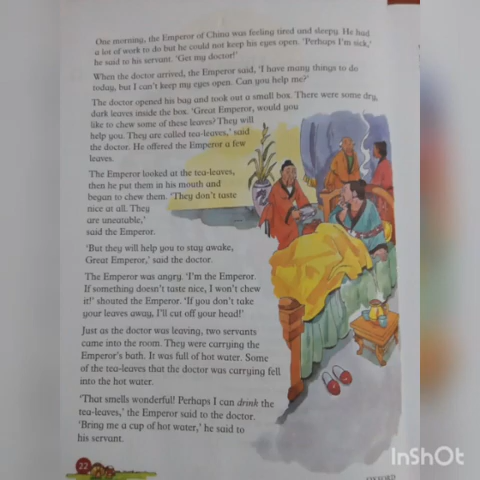 One morning, the Emperor of China was feeling tired and sleepy. He had
a lot of work to do but he could not keep his eyes open. 'Perhaps I'm sick,'
he said to his servant. 'Get my doctor!'
When the doctor arrived, the Emperor said, 'I have many things to do
today, but I can't keep my eyes open. Can you help me?'
The doctor opened his bag and took out a small box. There were some dry,
dark leaves inside the box. 'Great Emperor, would you
like to chew some of these leaves? They will
help you. They are called tea-leaves,' said
the doctor. He offered the Emperor a few
leaves.
The Emperor looked at the tea-leaves,
then he put them in his mouth and
began to chew them. 'They don't taste
nice at all. They
are uneatable,'
said the Emperor.
'But they will help you to stay awake,
Great Emperor,' said the doctor.
The Emperor was angry. 'I'm the Emperor.
If something doesn't taste nice, I won't chew
it!' shouted the Emperor. 'If you don't take
your leaves away, I'll cut off your head!'
Just as the doctor was leaving, two servants
came into the room. They were carrying the
Emperor's bath. It was full of hot water. Some
of the tea-leaves that the doctor was carrying fell
into the hot water.
'That smells wonderful! Perhaps I can drink the
tea-leaves,' the Emperor said to the doctor.
'Bring me a cup of hot water,' he said to
his servant.
22
OXFORD
InShOt